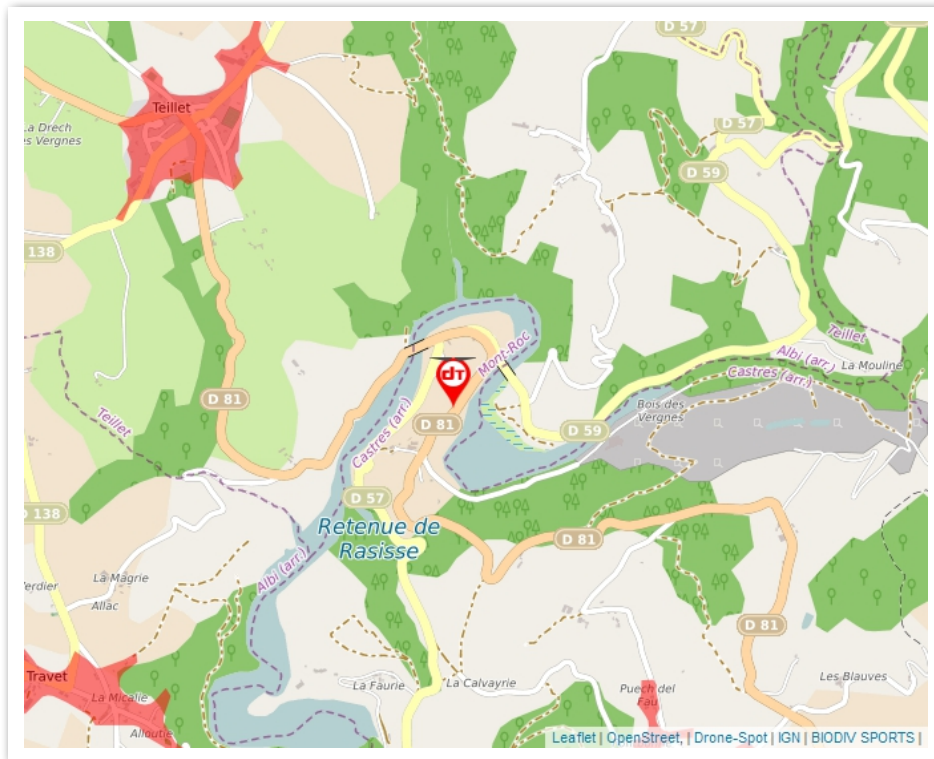 D 57
Teillet
La Drech
es Vergnes
D 57
D 59
138
Teillet
Albi (arr.)
Castres (arr.)
La Mouline
Mont-Roc
dT
D 81
Castres (arr.)
Bois des
Vergnes
D 81
Teillet
D 59
D 57
138
Retenue de
Rasisse
D 81
Albi (arr.)
La Magrie
Verdier
Allac
D 81
Travet
La Micalie
Alloutie
La Faurie
La Calvayrie
Puech del
Fau
Les Blauves
Leaflet | OpenStreet, | Drone-Spot | IGN | BIODIV SPORTS |